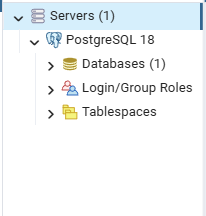 Servers (1)
PostgreSQL 18
Databases (1)
Login/Group Roles
Tablespaces